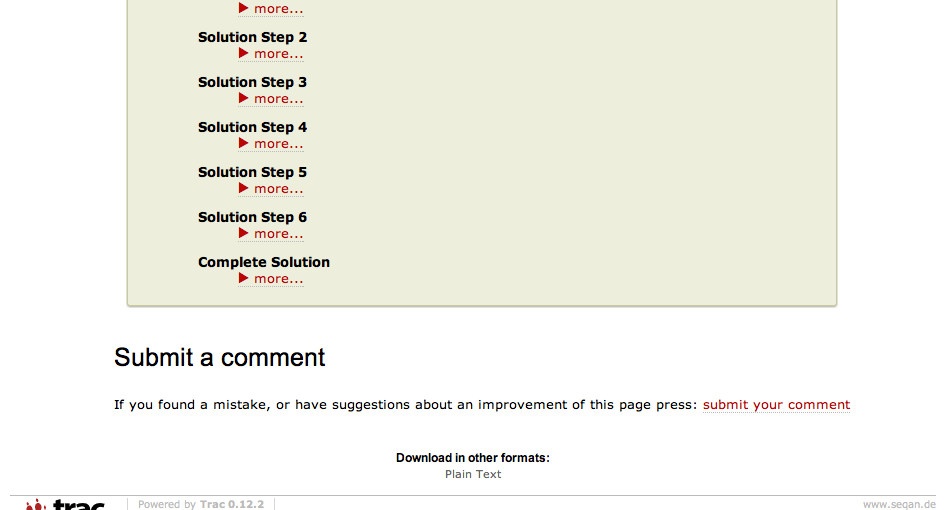 ▶ more...
Solution Step 2
▶ more...
Solution Step 3
▶ more...
Solution Step 4
▶ more...
Solution Step 5
▶ more...
Solution Step 6
▶ more...
Complete Solution
▶ more...
Submit a comment
If you found a mistake, or have suggestions about an improvement of this page press: submit your comment
Download in other formats:
Plain Text
trac Powered by Trac 0.12.2 www.seqan.de